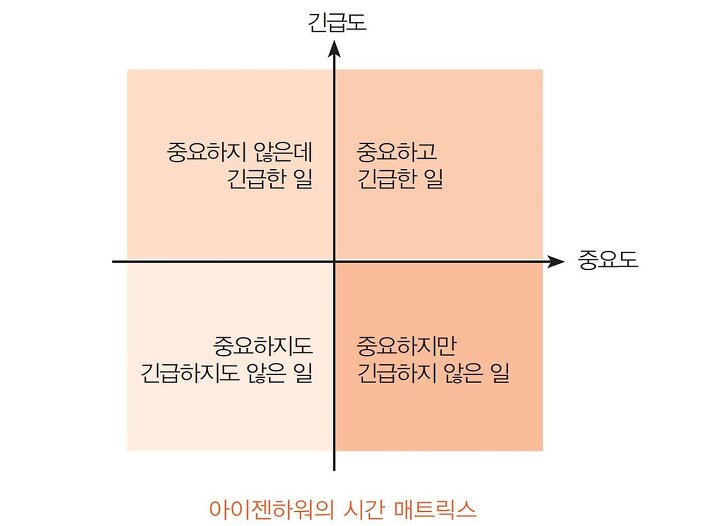 긴급도
중요하지 않은데
긴급한 일
중요하고
긴급한 일
중요도
중요하지도
긴급하지도 않은 일
중요하지만
긴급하지 않은 일
아이젠하워의 시간 매트릭스